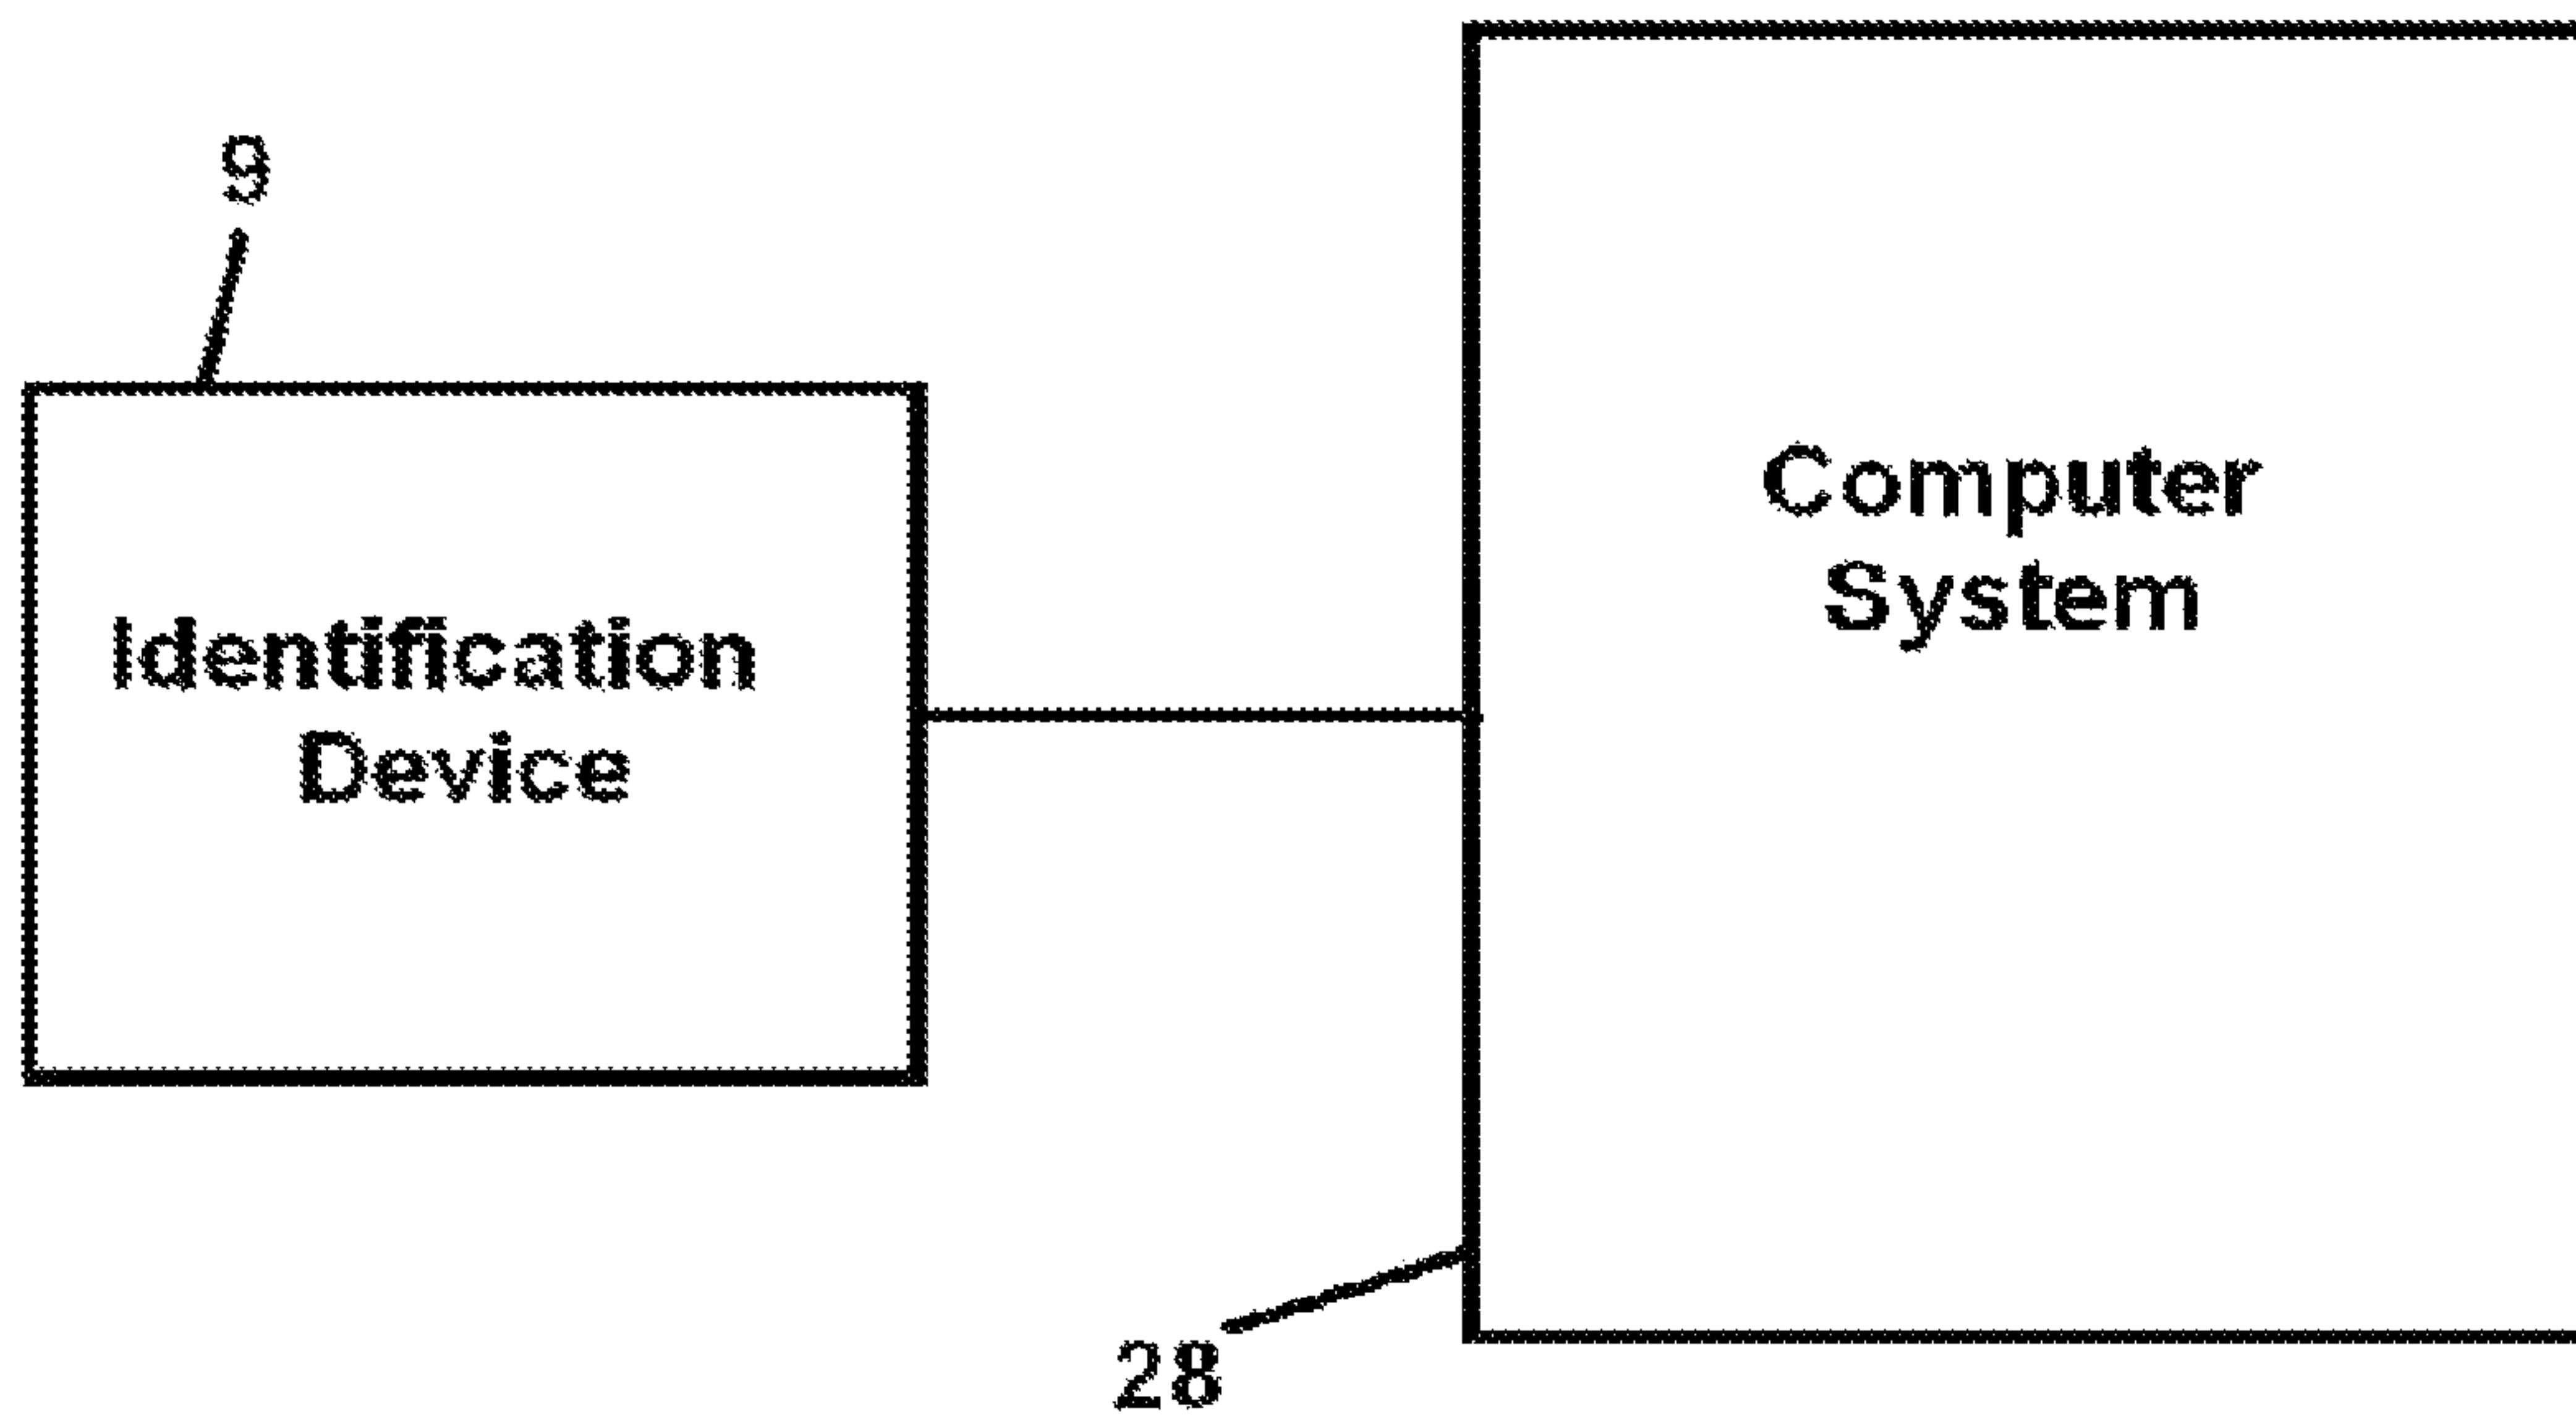 9
Computer
System
Identification
Device
28